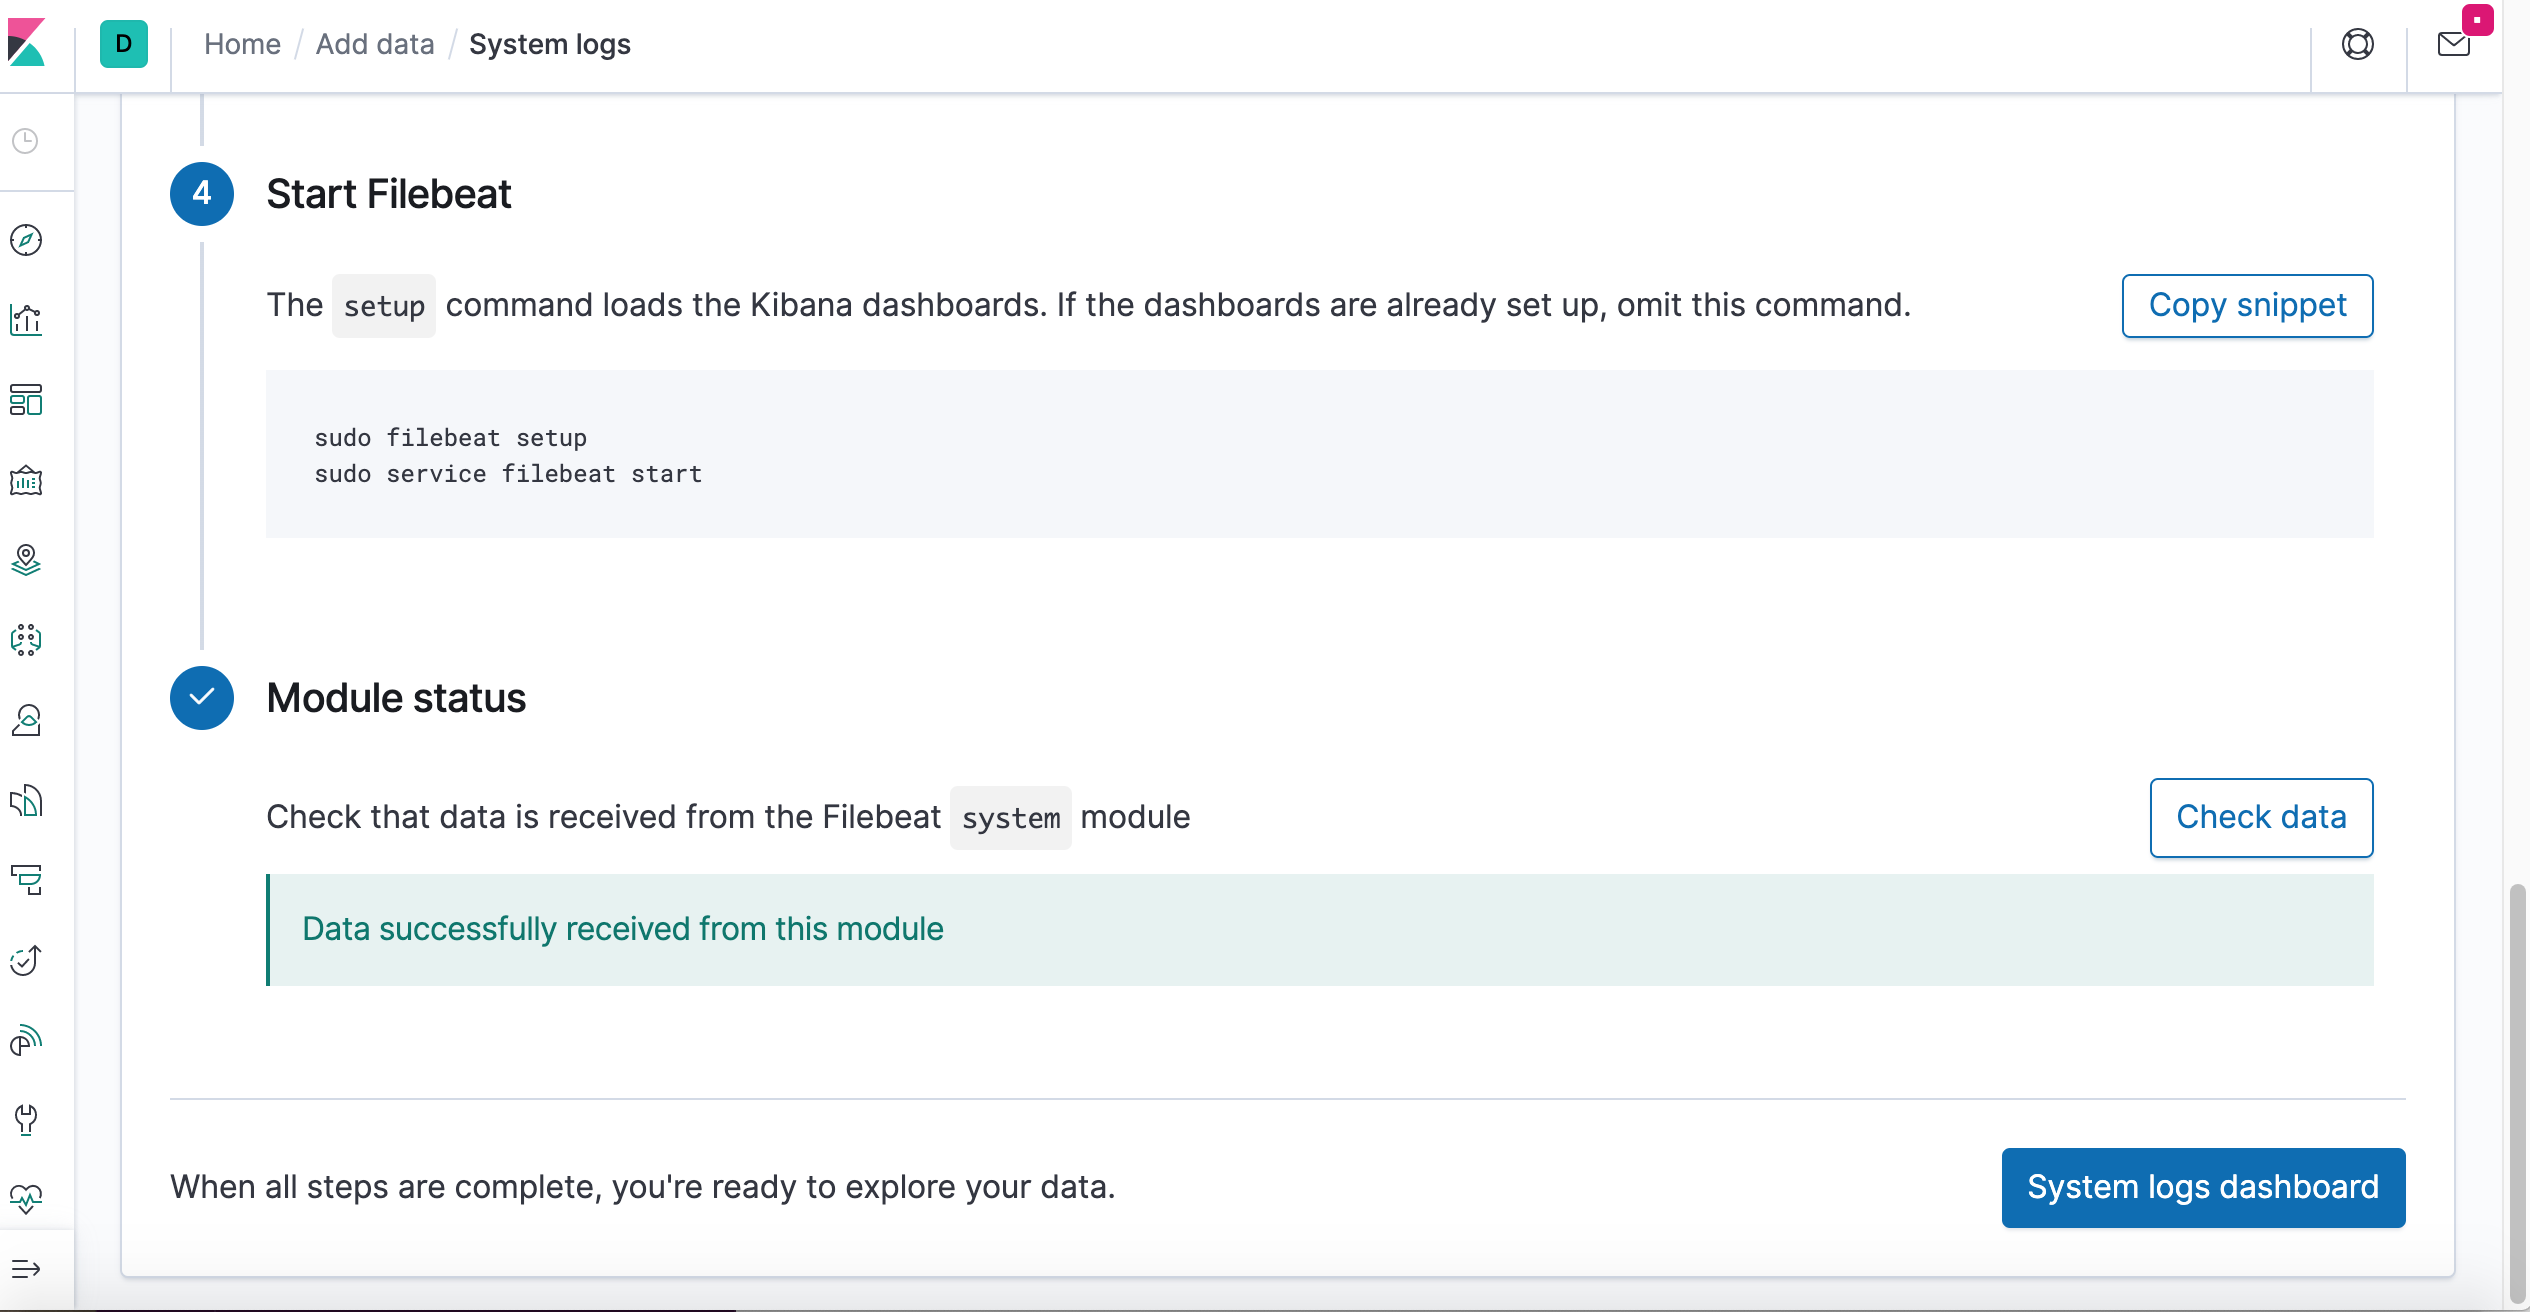 D Home / Add data / System logs
4 Start Filebeat
The setup command loads the Kibana dashboards. If the dashboards are already set up, omit this command. Copy snippet
sudo filebeat setup
sudo service filebeat start
Module status
Check that data is received from the Filebeat system module Check data
Data successfully received from this module
When all steps are complete, you're ready to explore your data. System logs dashboard